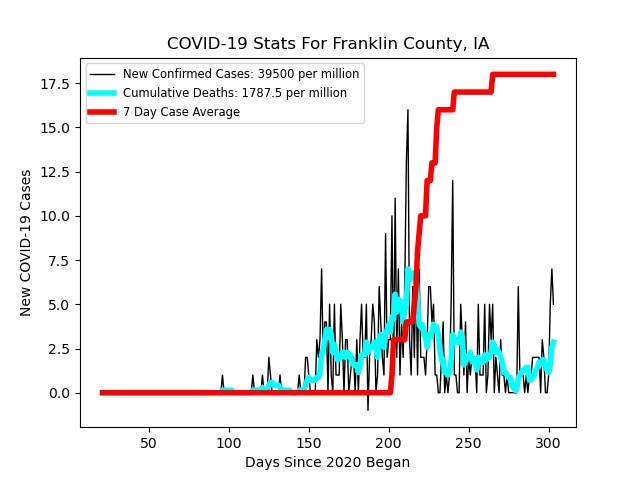 COVID-19 Stats For Franklin County, IA
New Confirmed Cases: 39500 per million
Cumulative Deaths: 1787.5 per million
7 Day Case Average
17.5
15.0
12.5
10.0
7.5
5.0
2.5
0.0
New COVID-19 Cases
50 100 150 200 250 300
Days Since 2020 Began